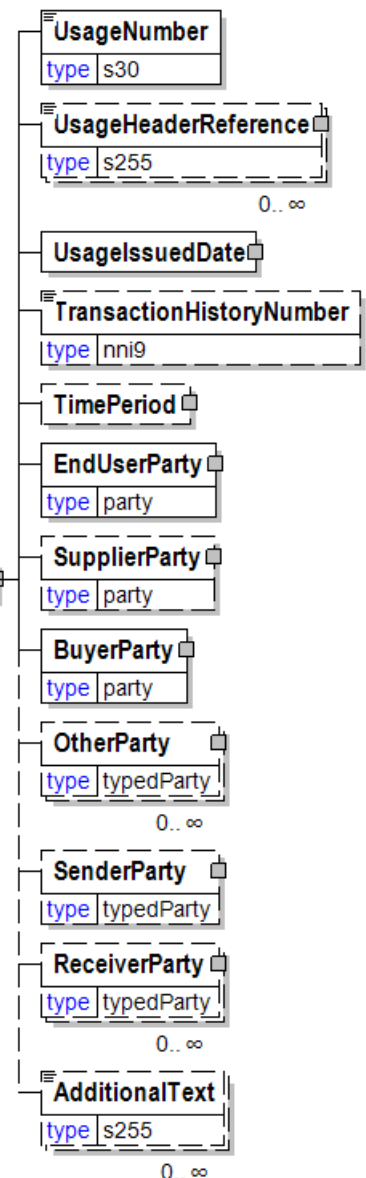 UsageNumber
type s30
UsageHeaderReference
type s255
0.. ∞
UsageIssuedDate
TransactionHistoryNumber
type nni9
TimePeriod
EndUserParty
type party
SupplierParty
type party
BuyerParty
type party
OtherParty
type typedParty
0.. ∞
SenderParty
type typedParty
ReceiverParty
type typedParty
0.. ∞
AdditionalText
type s255
0.. ∞